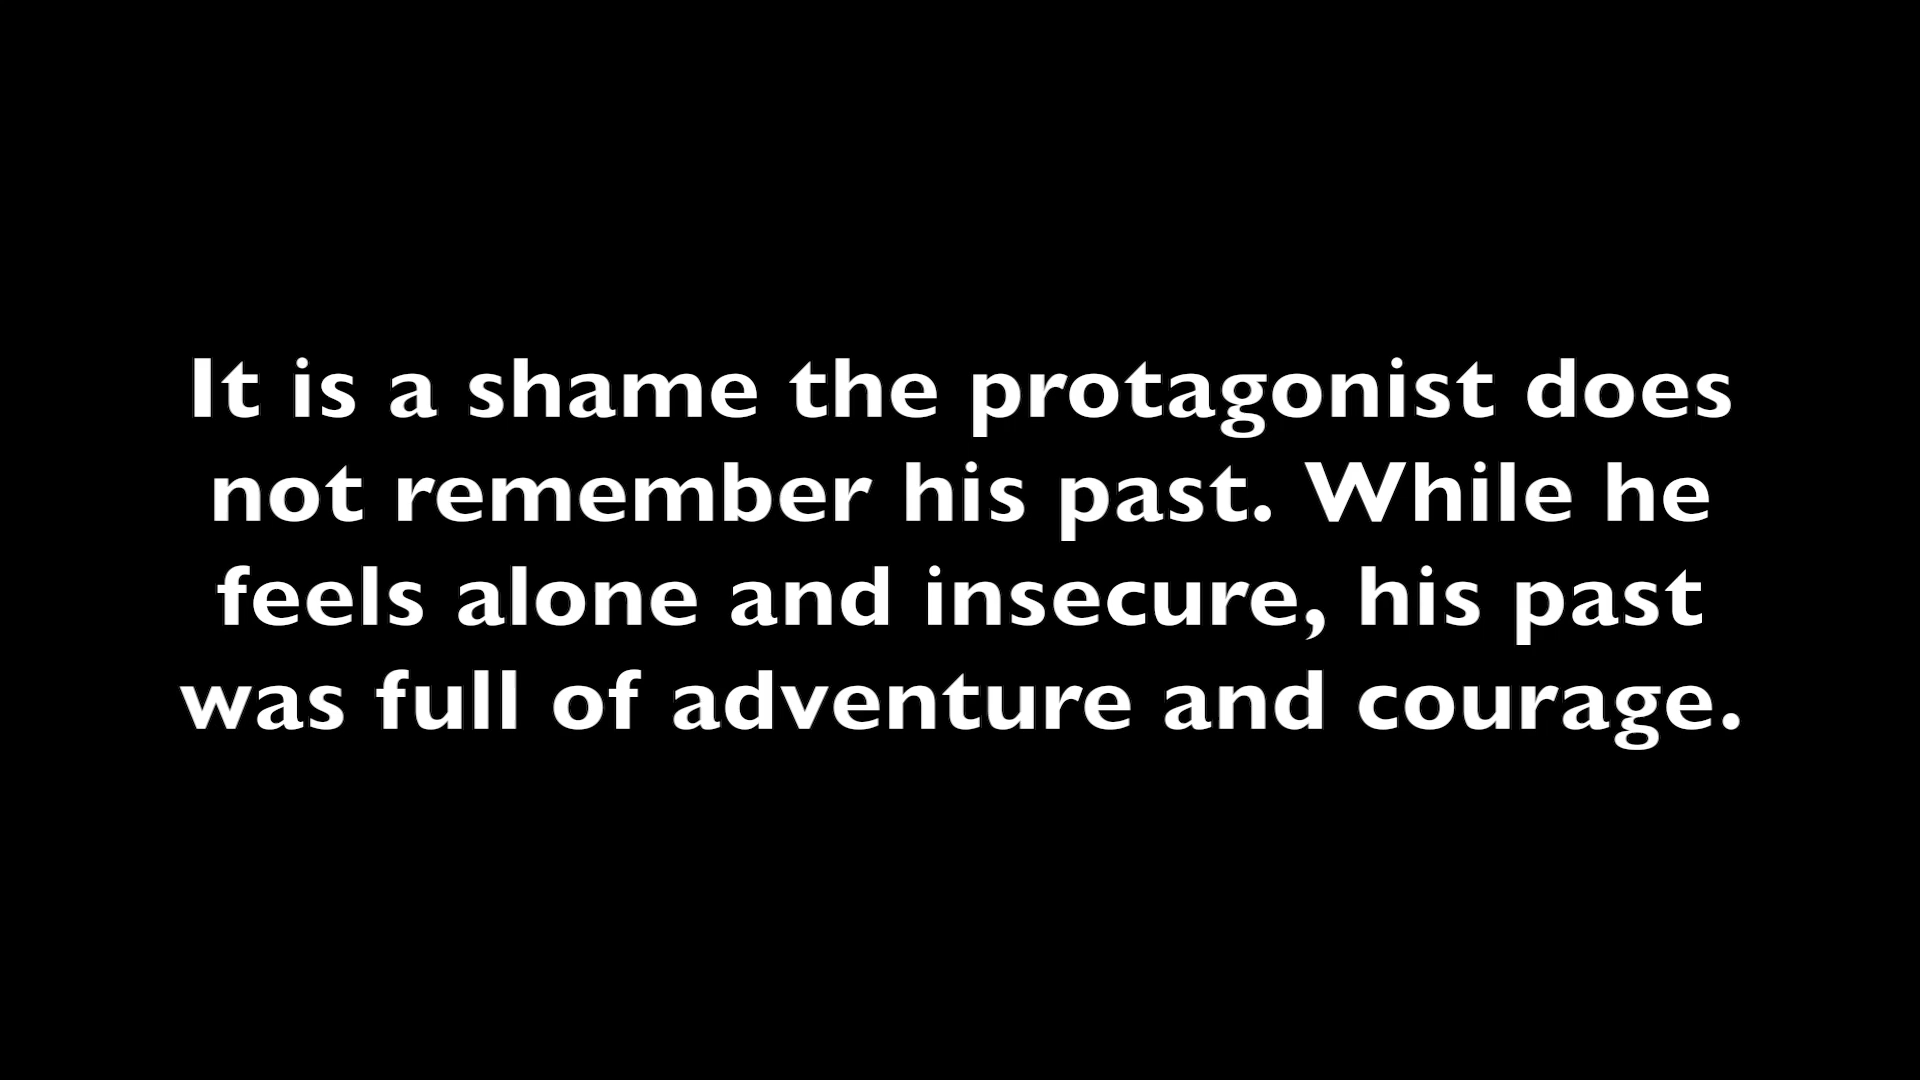 It is a shame the protagonist does
not remember his past. While he
feels alone and insecure, his past
was full of adventure and courage.